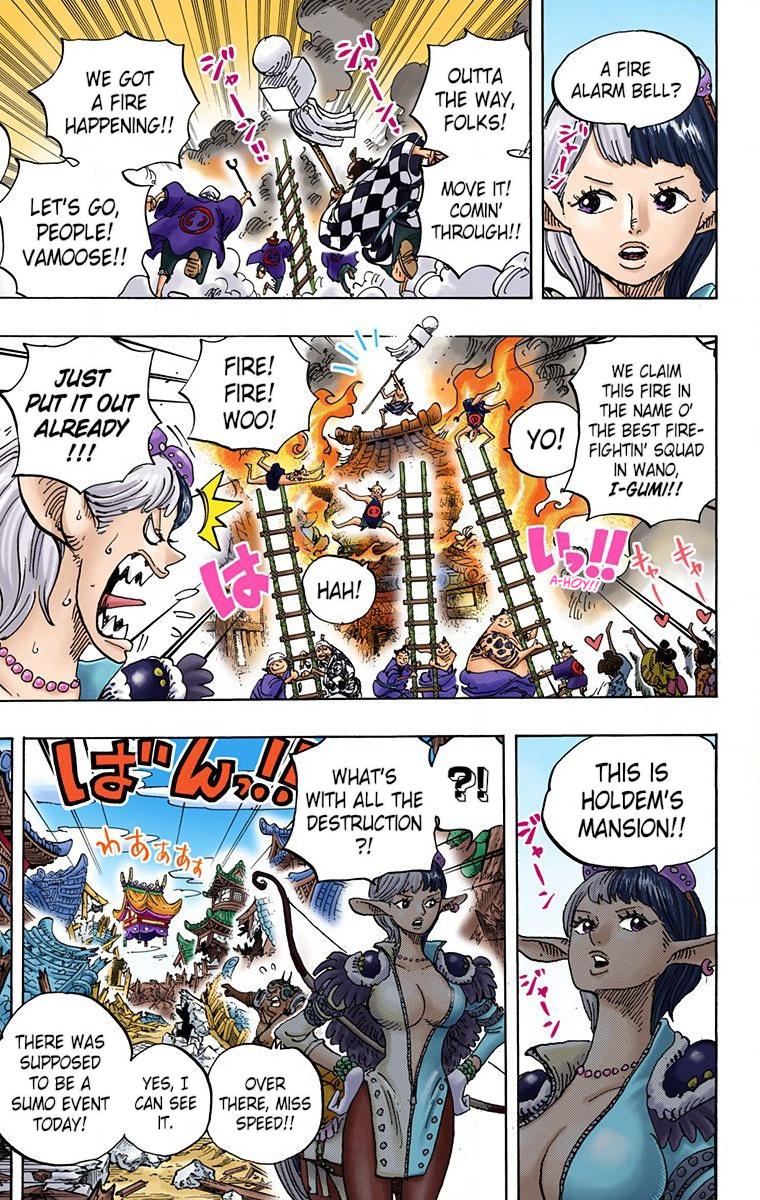 A FIRE
ALARM BELL?
ジャーン
OUTTA
THE WAY,
FOLKS!
MOVE IT!
COMIN'
THROUGH!!
ジャーン!
ジャーン!!
WE GOT
A FIRE
HAPPENING!!
LET'S GO,
PEOPLE!
VAMOOSE!!
WE CLAIM
THIS FIRE IN
THE NAME O'
THE BEST FIRE-
FIGHTIN' SQUAD
IN WANO,
I-GUMI!!
YO!
いっ!!
A-HOY!!
キャー
キャー
FIRE!
FIRE!
WOO!
HAH!
は
JUST
PUT IT OUT
ALREADY
!!!
THIS IS
HOLDEM'S
MANSION!!
ジャーン
ジャーン
?!
WHAT'S
WITH ALL THE
DESTRUCTION
?!
ばんっ!!
わぁぁぁぁ
OVER
THERE, MISS
SPEED!!
YES, I
CAN SEE
IT.
THERE WAS
SUPPOSED
TO BE A
SUMO EVENT
TODAY!